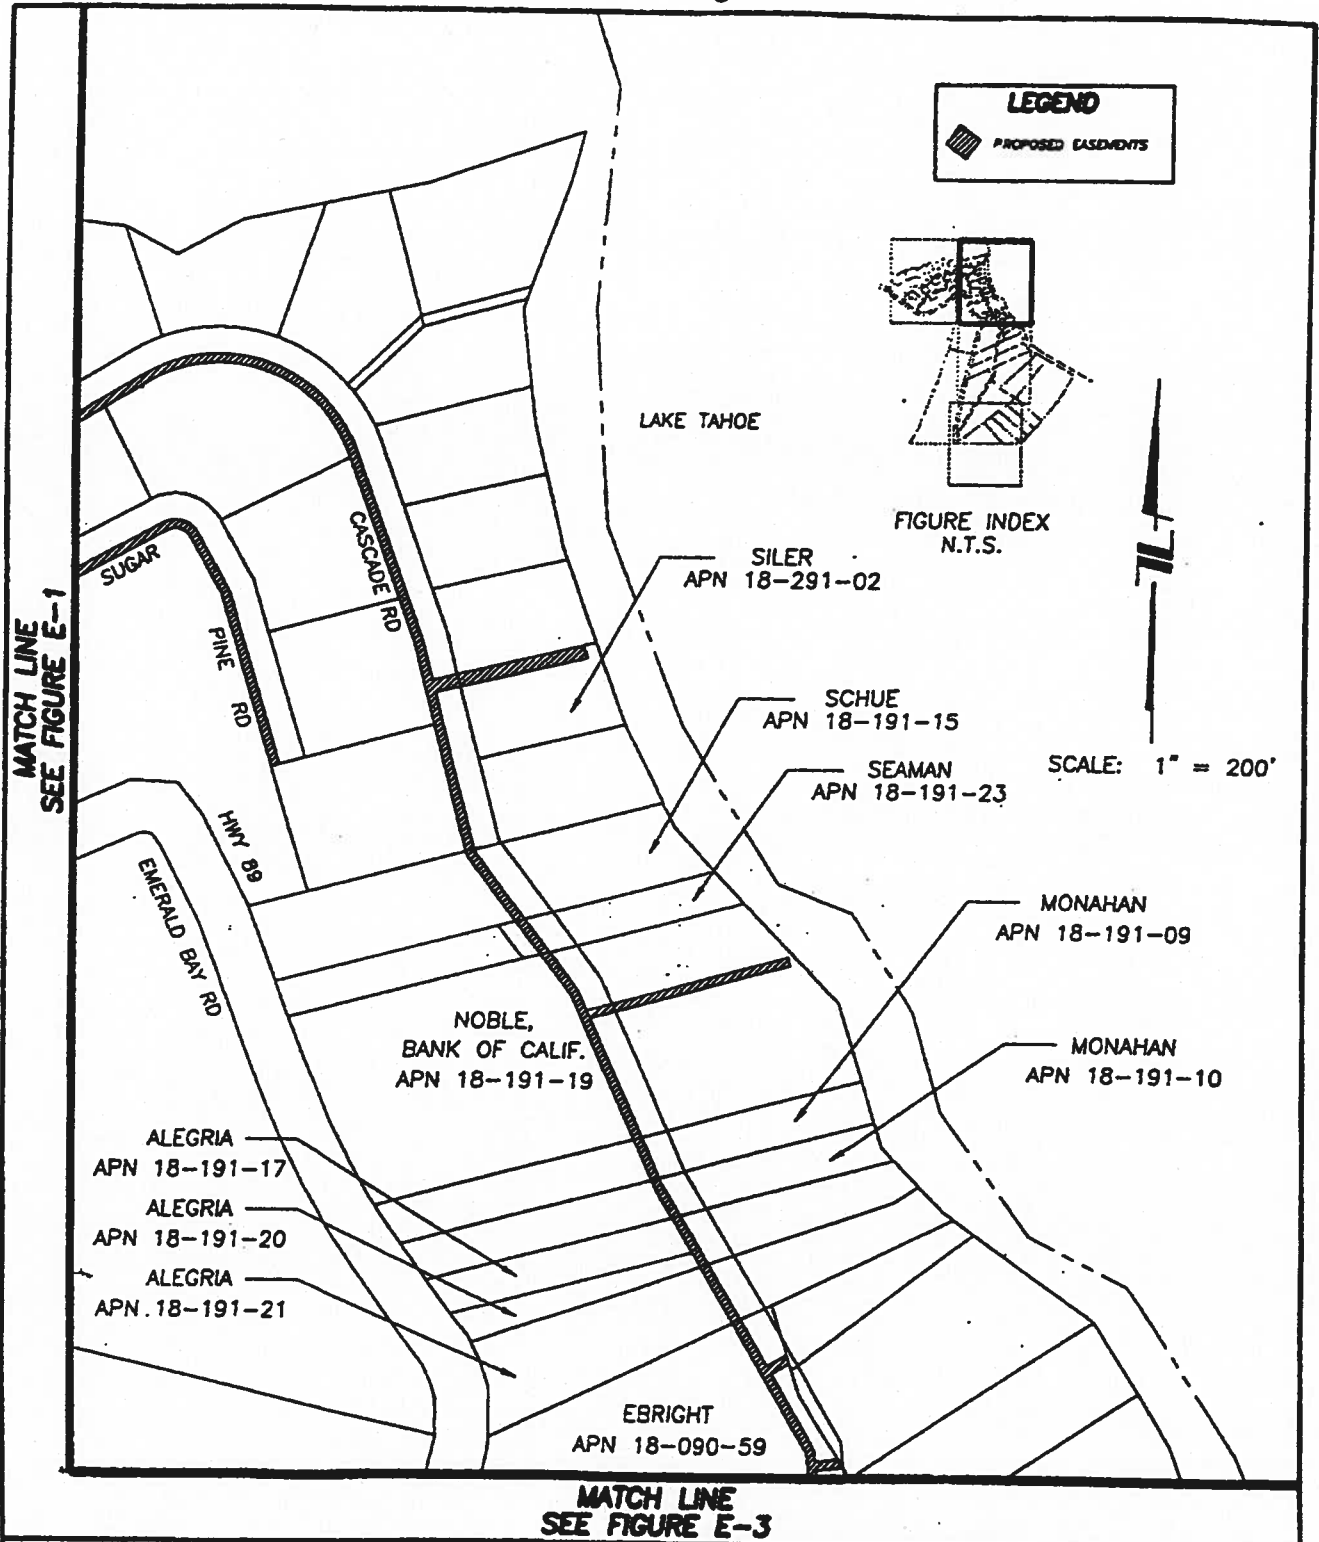 LEGEND
PROPOSED EASEMENTS
LAKE TAHOE
FIGURE INDEX
N.T.S.
SUGAR
PINE RD
CASCADE RD
SILER
APN 18-291-02
MATCH LINE
SEE FIGURE E-1
SCHUE
APN 18-191-15
SEAMAN
APN 18-191-23
SCALE: 1" = 200'
HWY 89
EMERALD BAY RD
MONAHAN
APN 18-191-09
NOBLE,
BANK OF CALIF.
APN 18-191-19
MONAHAN
APN 18-191-10
ALEGRIA
APN 18-191-17
ALEGRIA
APN 18-191-20
ALEGRIA
APN 18-191-21
EBRIGHT
APN 18-090-59
MATCH LINE
SEE FIGURE E-3